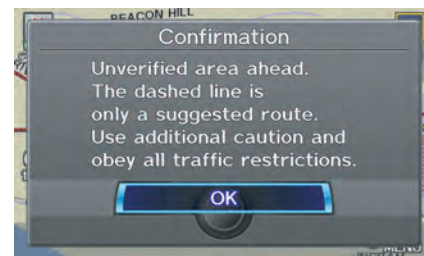 BEACON HILL
Confirmation
Unverified area ahead.
The dashed line is
only a suggested route.
Use additional caution and
obey all traffic restrictions.
OK
MENU